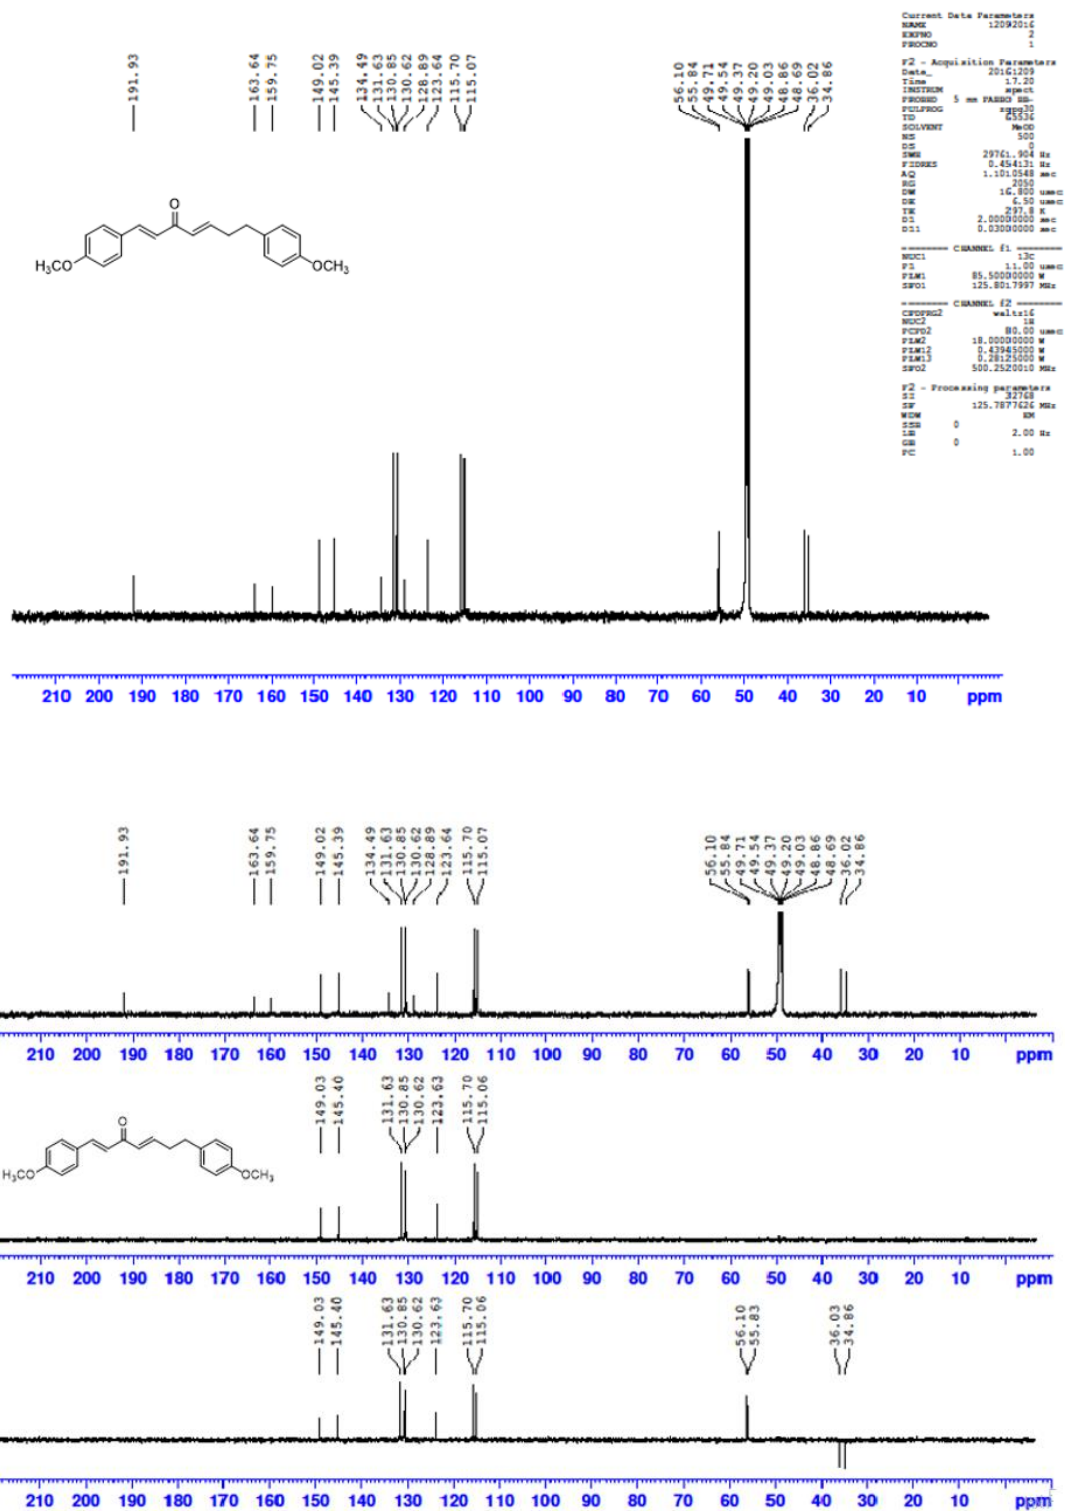 Current Data Parameters
NAME 12092016
EXPNO 2
PROCNO 1
F2 - Acquisition Parameters
Date_ 20161209
Time 17.20
INSTRUM spect
PROBHD 5 mm PABBO BB-
PULPROG zgpg30
TD 65536
SOLVENT MeOD
NS 500
DS 0
SWH 29761.904 Hz
FIDRES 0.454131 Hz
AQ 1.1010548 sec
RG 2050
DW 16.800 usec
DE 6.50 usec
TE 297.8 K
D1 2.00000000 sec
D11 0.03000000 sec
======== CHANNEL f1 ========
NUC1 13C
P1 11.00 usec
PLW1 85.50000000 W
SFO1 125.8017997 MHz
======== CHANNEL f2 ========
CPDPRG2 waltz16
NUC2 1H
PCPD2 80.00 usec
PLW2 18.00000000 W
PLW12 0.43945000 W
PLW13 0.28125000 W
SFO2 500.2520010 MHz
F2 - Processing parameters
SI 32768
SF 125.7877626 MHz
WDW EM
SSB 0
LB 2.00 Hz
GB 0
PC 1.00
191.93 163.64 159.75 149.02 145.39 134.49 131.63 130.85 130.62 128.89 123.64 115.70 115.07 56.10 55.84 49.71 49.54 49.37 49.20 49.03 48.86 48.69 36.02 34.86
O
H₃CO OCH₃
210 200 190 180 170 160 150 140 130 120 110 100 90 80 70 60 50 40 30 20 10 ppm
191.93 163.64 159.75 149.02 145.39 134.49 131.63 130.85 130.62 128.89 123.64 115.70 115.07 56.10 55.84 49.71 49.54 49.37 49.20 49.03 48.86 48.69 36.02 34.86
210 200 190 180 170 160 150 140 130 120 110 100 90 80 70 60 50 40 30 20 10 ppm
149.03 145.40 131.63 130.85 130.62 123.63 115.70 115.06
O
H₃CO OCH₃
210 200 190 180 170 160 150 140 130 120 110 100 90 80 70 60 50 40 30 20 10 ppm
149.03 145.40 131.63 130.85 130.62 123.63 115.70 115.06 56.10 55.83 36.03 34.86
210 200 190 180 170 160 150 140 130 120 110 100 90 80 70 60 50 40 30 20 10 ppm